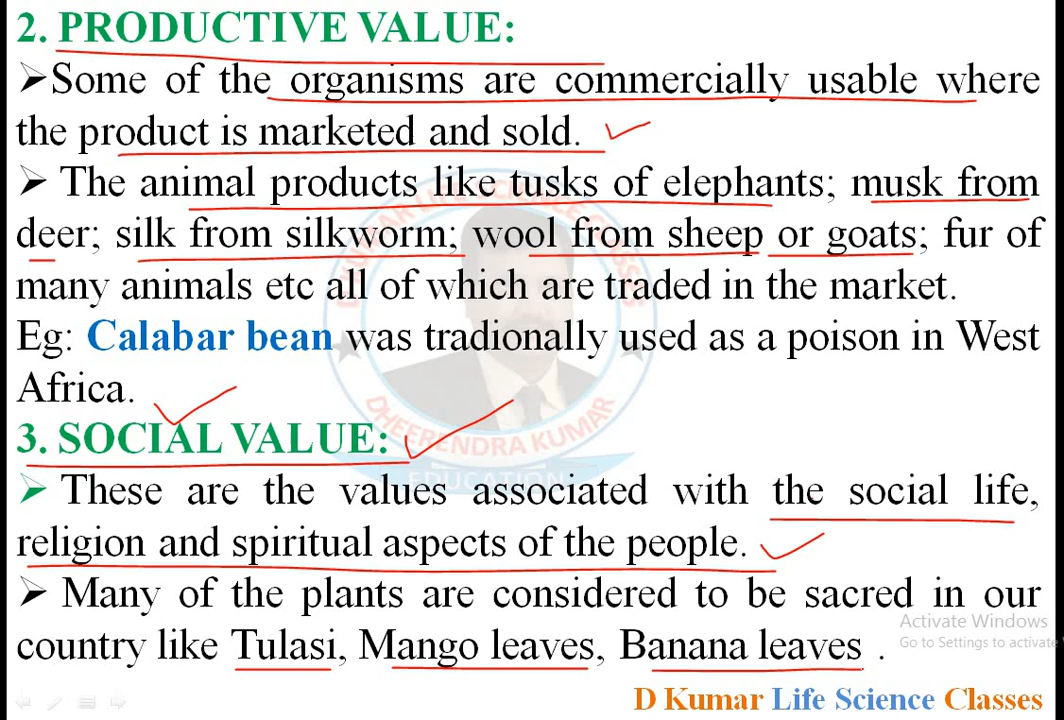 2. PRODUCTIVE VALUE:
➢Some of the organisms are commercially usable where
the product is marketed and sold.
➢ The animal products like tusks of elephants; musk from
deer; silk from silkworm; wool from sheep or goats; fur of
many animals etc all of which are traded in the market.
Eg: Calabar bean was tradionally used as a poison in West
Africa.
3. SOCIAL VALUE:
➢ These are the values associated with the social life,
religion and spiritual aspects of the people.
➢ Many of the plants are considered to be sacred in our
country like Tulasi, Mango leaves, Banana leaves .
DHEERENDRA KUMAR
EDUCATION
Activate Windows
Go to Settings to activate
D Kumar Life Science Classes